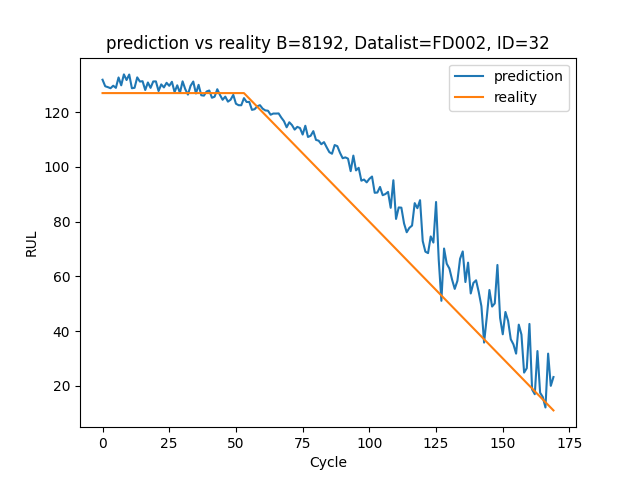 prediction vs reality B=8192, Datalist=FD002, ID=32
prediction
reality
120
100
80
60
40
20
RUL
0 25 50 75 100 125 150 175
Cycle